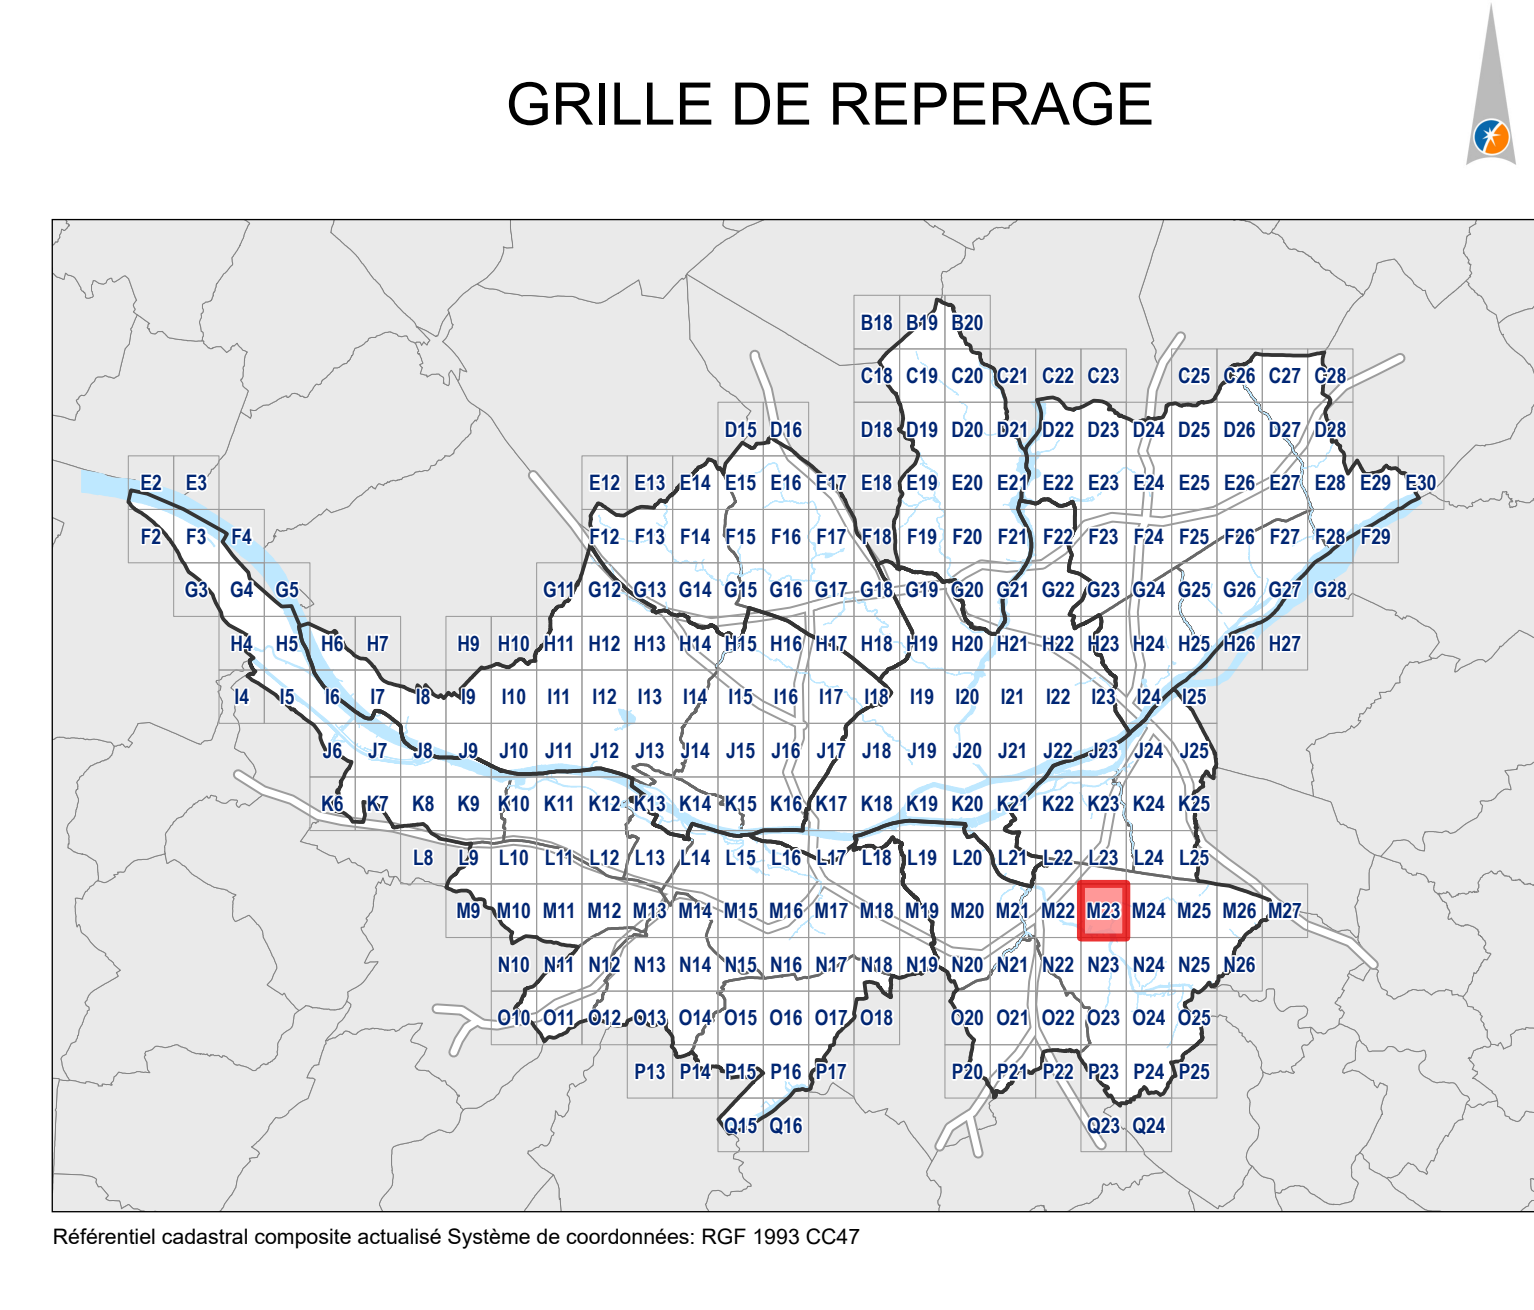 GRILLE DE REPERAGE
B18 B19 B20
C18 C19 C20 C21 C22 C23 C25 C26 C27 C28
D15 D16 D18 D19 D20 D21 D22 D23 D24 D25 D26 D27 D28
E2 E3 E12 E13 E14 E15 E16 E17 E18 E19 E20 E21 E22 E23 E24 E25 E26 E27 E28 E29 E30
F2 F3 F4 F12 F13 F14 F15 F16 F17 F18 F19 F20 F21 F22 F23 F24 F25 F26 F27 F28 F29
G3 G4 G5 G11 G12 G13 G14 G15 G16 G17 G18 G19 G20 G21 G22 G23 G24 G25 G26 G27 G28
H4 H5 H6 H7 H9 H10 H11 H12 H13 H14 H15 H16 H17 H18 H19 H20 H21 H22 H23 H24 H25 H26 H27
I4 I5 I6 I7 I8 I9 I10 I11 I12 I13 I14 I15 I16 I17 I18 I19 I20 I21 I22 I23 I24 I25
J6 J7 J8 J9 J10 J11 J12 J13 J14 J15 J16 J17 J18 J19 J20 J21 J22 J23 J24 J25
K6 K7 K8 K9 K10 K11 K12 K13 K14 K15 K16 K17 K18 K19 K20 K21 K22 K23 K24 K25
L8 L9 L10 L11 L12 L13 L14 L15 L16 L17 L18 L19 L20 L21 L22 L23 L24 L25
M9 M10 M11 M12 M13 M14 M15 M16 M17 M18 M19 M20 M21 M22 M23 M24 M25 M26 M27
N10 N11 N12 N13 N14 N15 N16 N17 N18 N19 N20 N21 N22 N23 N24 N25 N26
O10 O11 O12 O13 O14 O15 O16 O17 O18 O20 O21 O22 O23 O24 O25
P13 P14 P15 P16 P17 P20 P21 P22 P23 P24 P25
Q15 Q16 Q23 Q24
Référentiel cadastral composite actualisé Système de coordonnées: RGF 1993 CC47